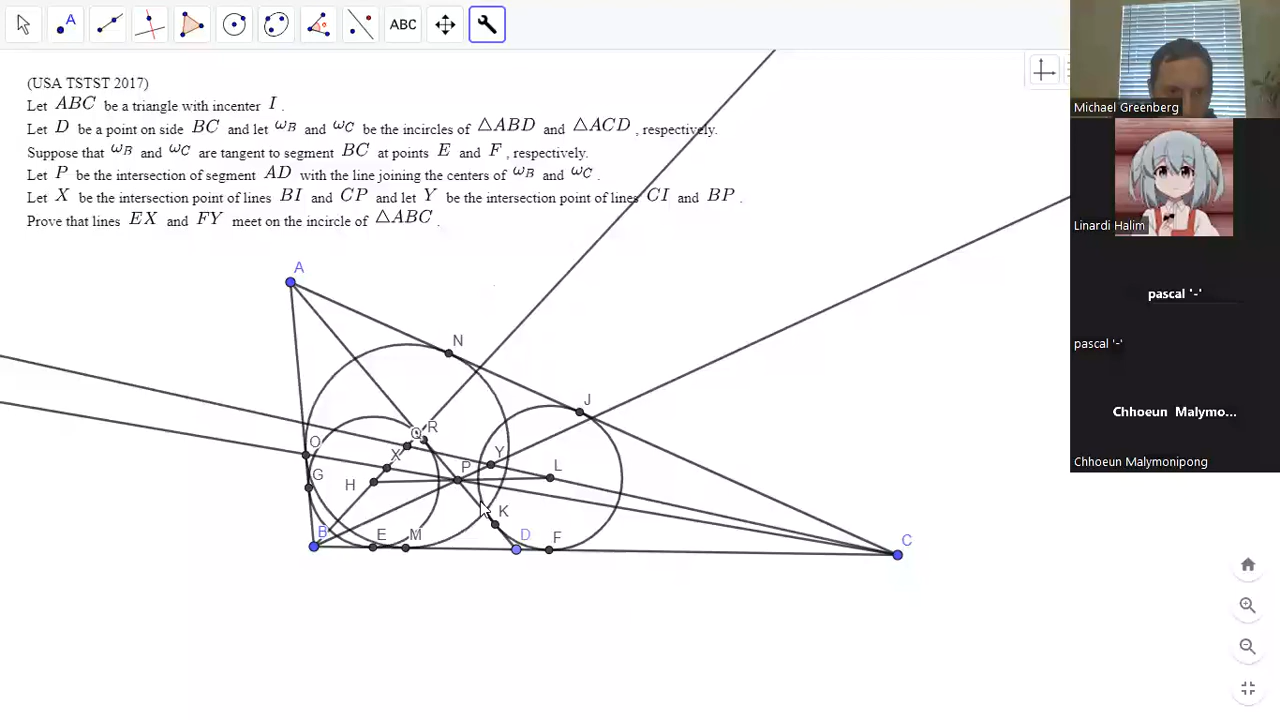 ABC
(USA TSTST 2017)
Let ABC be a triangle with incenter I .
Let D be a point on side BC and let ωB and ωC be the incircles of △ABD and △ACD , respectively.
Suppose that ωB and ωC are tangent to segment BC at points E and F , respectively.
Let P be the intersection of segment AD with the line joining the centers of ωB and ωC .
Let X be the intersection point of lines BI and CP and let Y be the intersection point of lines CI and BP .
Prove that lines EX and FY meet on the incircle of △ABC .
A
A
N
J
O
Q
R
G
X
H
P
Y
L
K
B
E
M
D
F
C
Michael Greenberg
Linardi Halim
pascal '-'
pascal '-'
Chhoeun Malymo...
Chhoeun Malymonipong